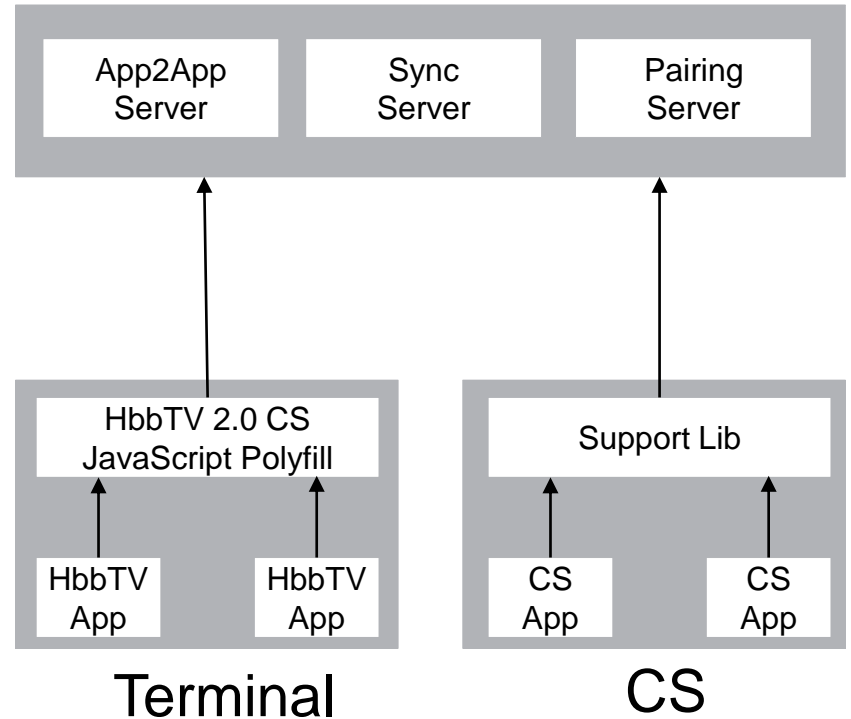 App2App
Server
Sync
Server
Pairing
Server
HbbTV 2.0 CS
JavaScript Polyfill
Support Lib
HbbTV
App
HbbTV
App
CS
App
CS
App
Terminal
CS